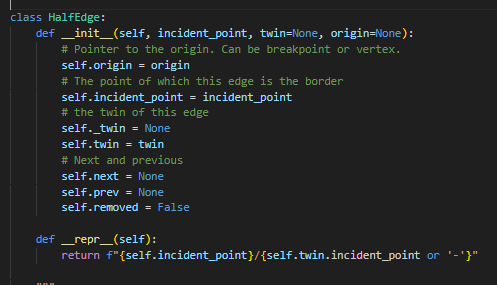 class HalfEdge:
    def __init__(self, incident_point, twin=None, origin=None):
        # Pointer to the origin. Can be breakpoint or vertex.
        self.origin = origin
        # The point of which this edge is the border
        self.incident_point = incident_point
        # the twin of this edge
        self._twin = None
        self.twin = twin
        # Next and previous
        self.next = None
        self.prev = None
        self.removed = False
    def __repr__(self):
        return f"{self.incident_point}/{self.twin.incident_point or '-'}"
    """